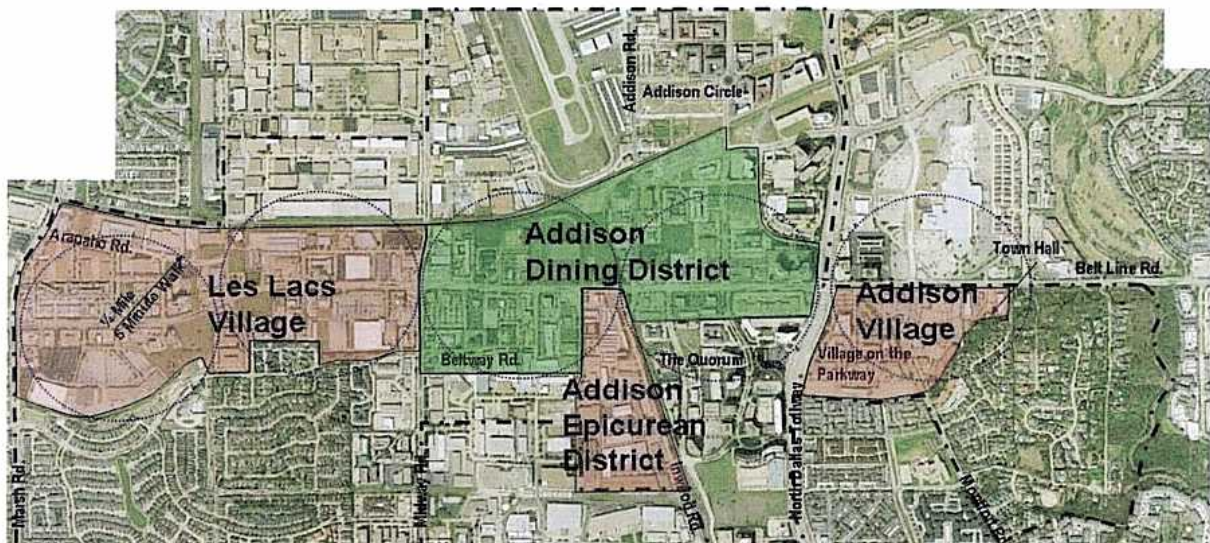 Addison Rd.
Addison Circle
Arapaho Rd.
¼ Mile
5 Minute Walk
Les Lacs
Village
Addison
Dining District
Town Hall
Belt Line Rd.
Addison
Village
Village on the
Parkway
Beltway Rd.
The Quorum
Addison
Epicurean
District
Marsh Rd
Midway Rd.
Inwood Rd.
North Dallas Tollway
Montfort Rd.